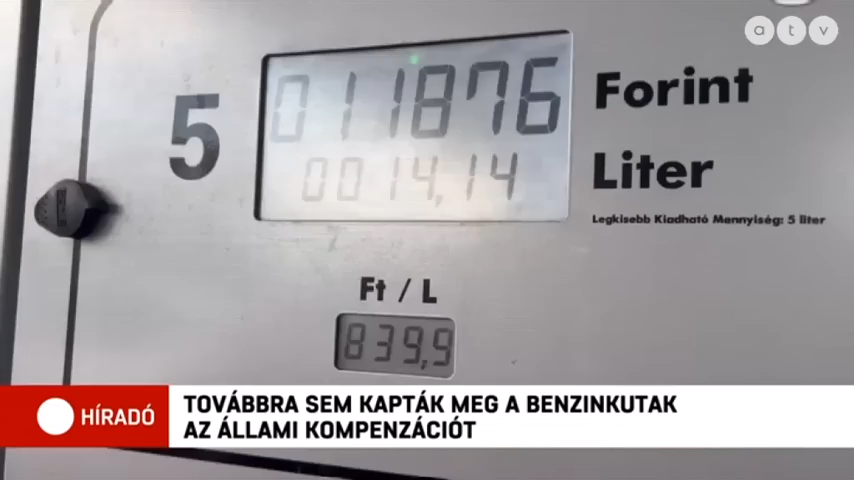 atv
5
011876
Forint
0014,14
Liter
Legkisebb Kiadható Mennyiség: 5 liter
Ft / L
839,9
HÍRADÓ
TOVÁBBRA SEM KAPTÁK MEG A BENZINKUTAK
AZ ÁLLAMI KOMPENZÁCIÓT